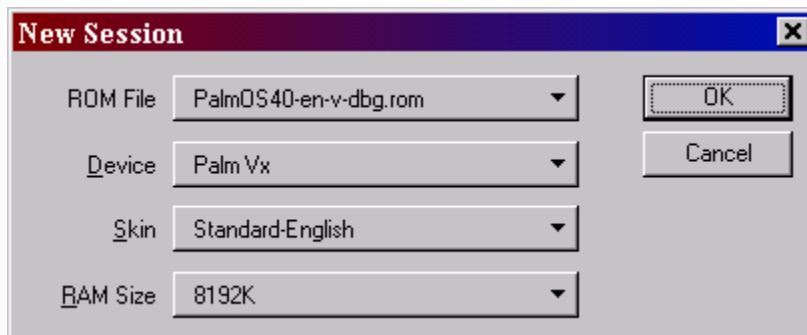 New Session
ROM File PalmOS40-en-v-dbg.rom OK
Device Palm Vx Cancel
Skin Standard-English
RAM Size 8192K